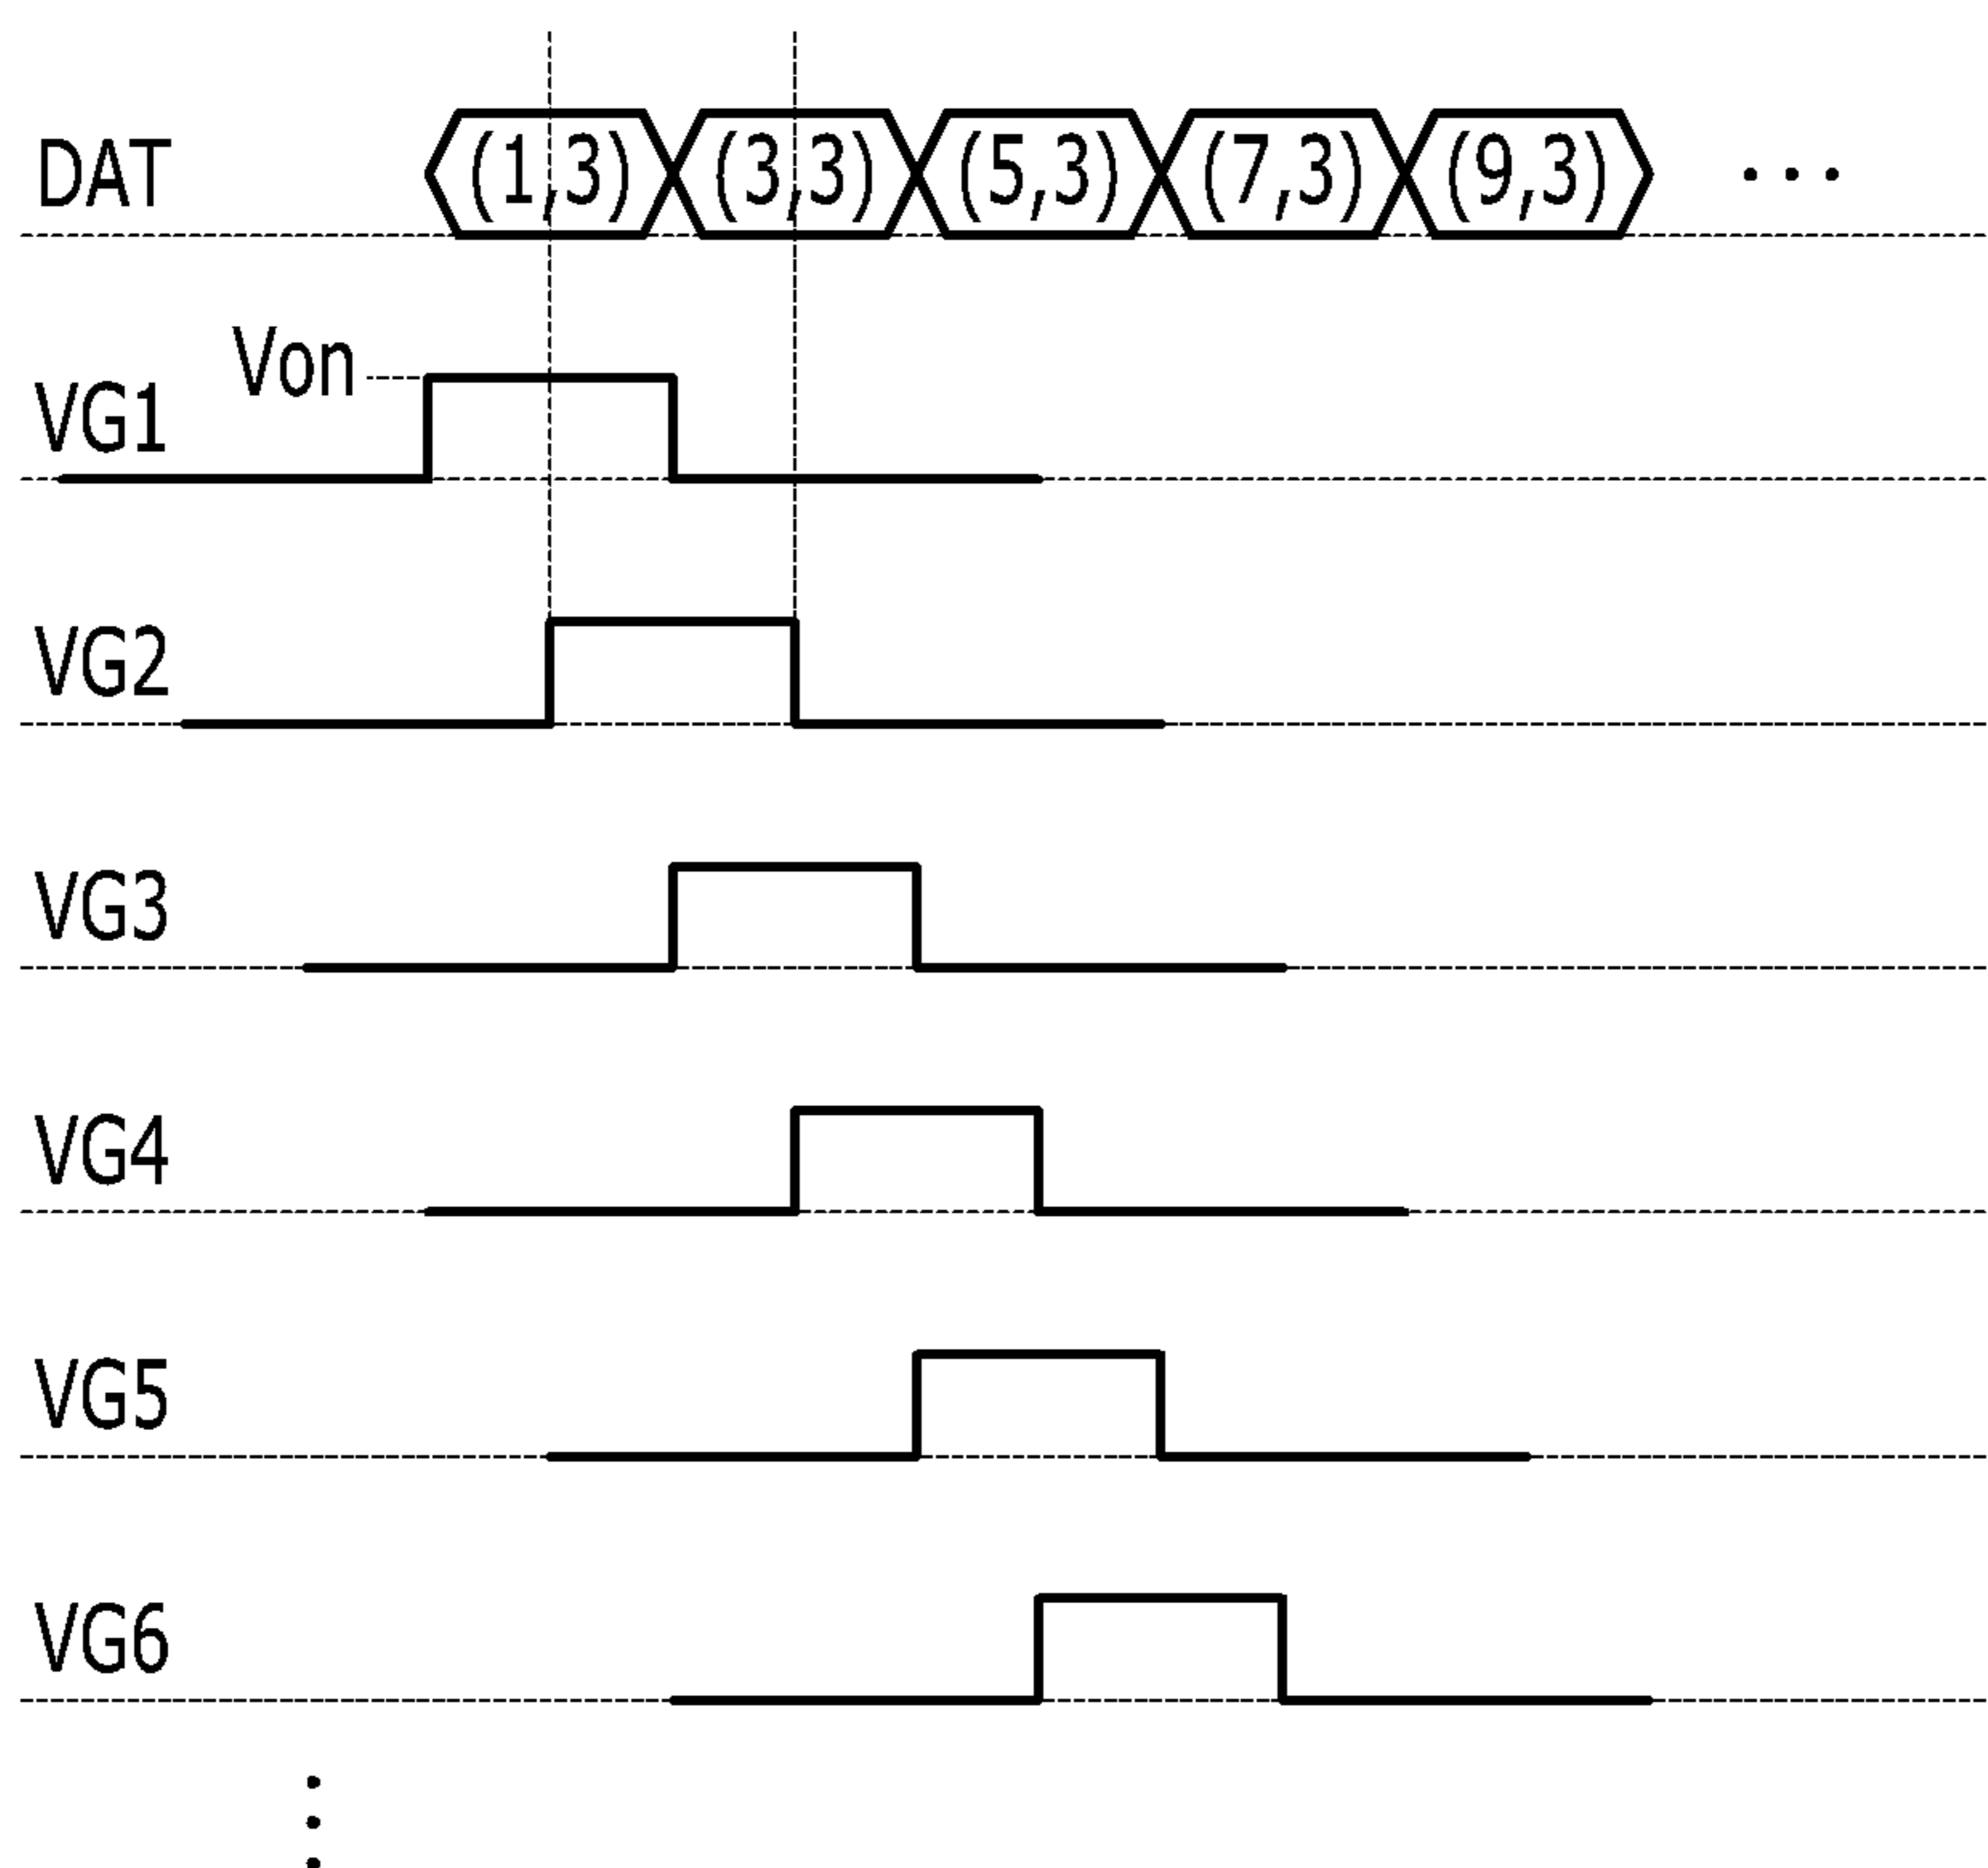 DAT (1,3) (3,3) (5,3) (7,3) (9,3) ...
Von
VG1
VG2
VG3
VG4
VG5
VG6